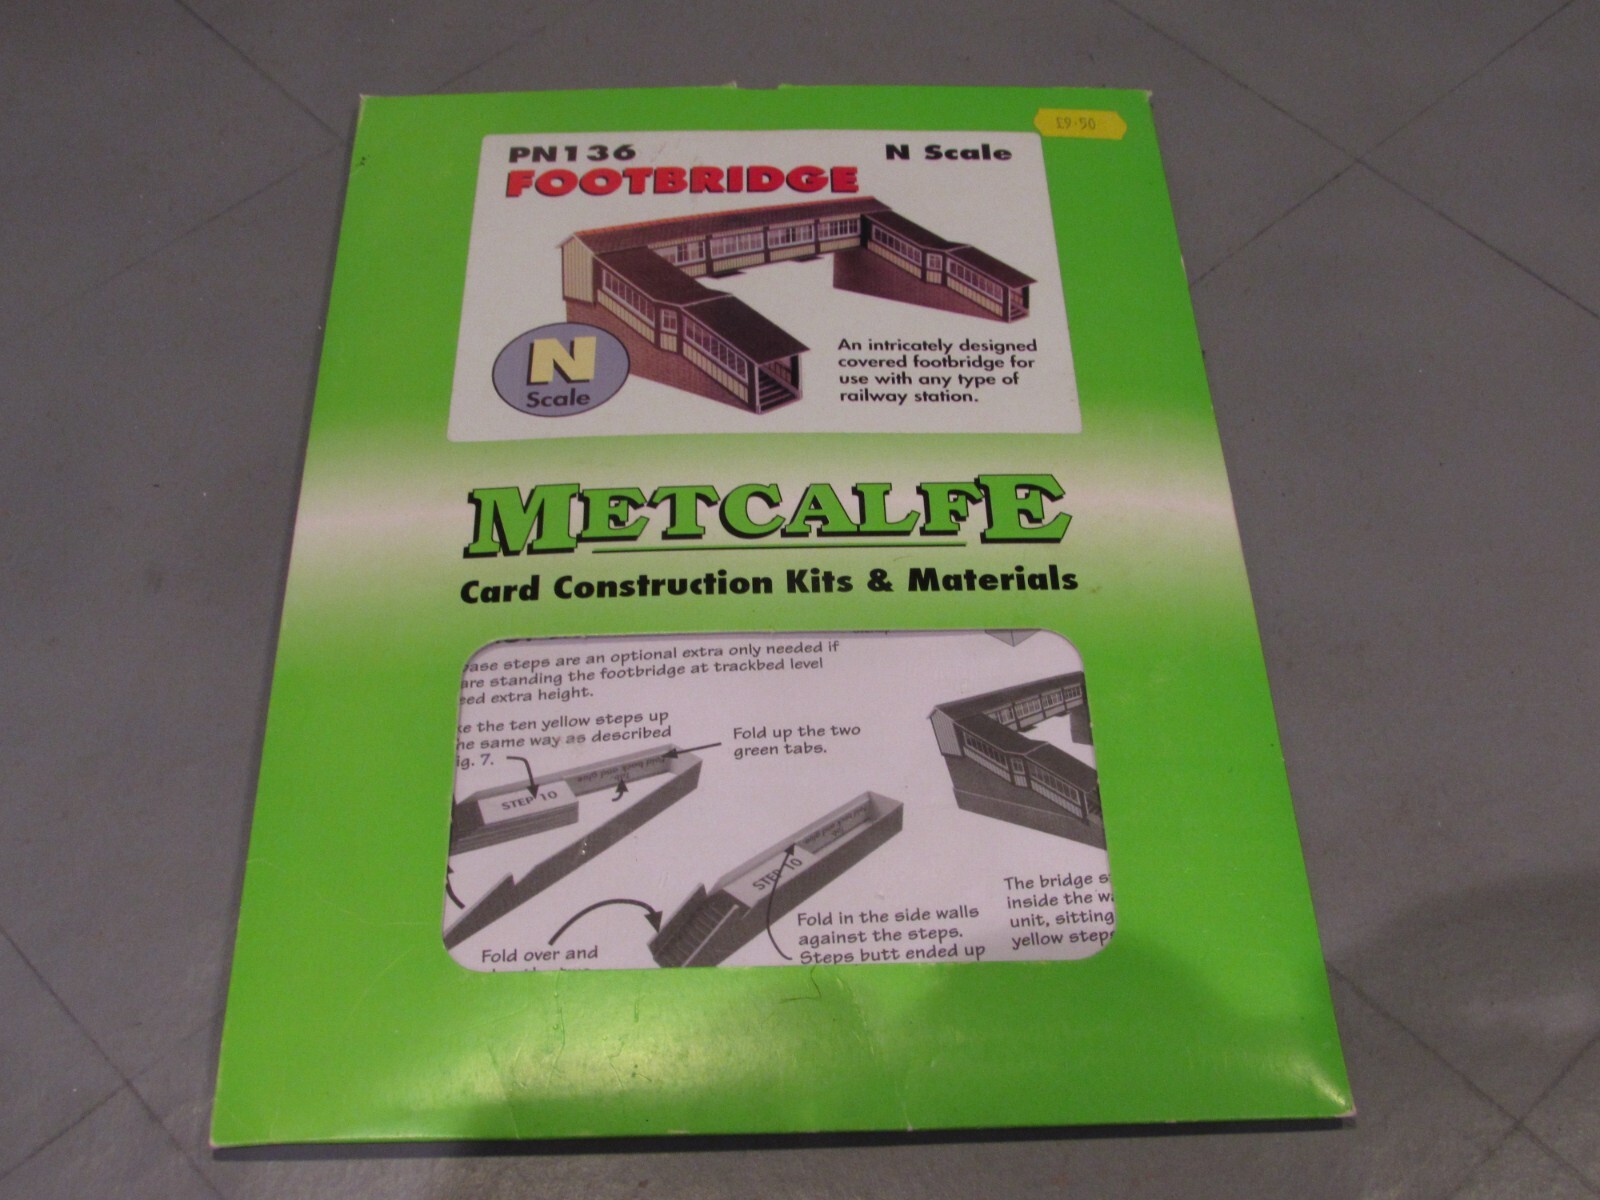 £9·50
PN136
N Scale
FOOTBRIDGE
N
Scale
An intricately designed
covered footbridge for
use with any type of
railway station.
METCALFE
Card Construction Kits & Materials
steps are an optional extra only needed if
are standing the footbridge at trackbed level
extra height.
the ten yellow steps up
same way as described
7.
Fold up the two
green tabs.
STEP 10
STEP 10
Fold over and
Fold in the side walls
against the steps.
Steps butt ended up
The bridge
inside the
unit, sitting
yellow steps